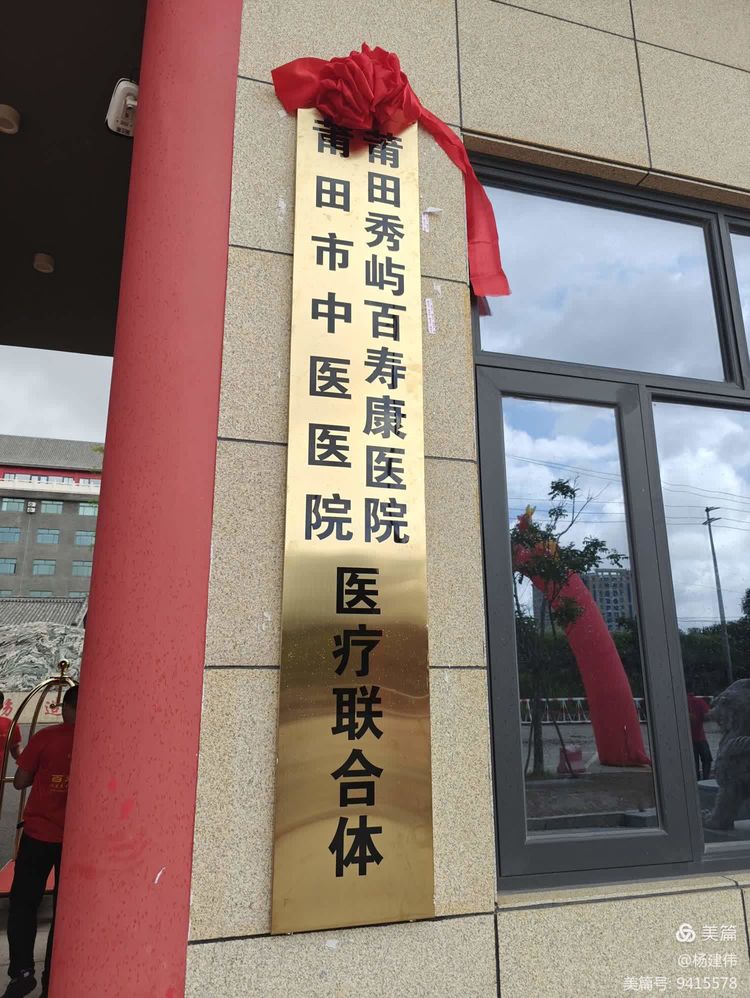 莆田秀屿百寿康医院
莆田市中医医院
医疗联合体
美篇
@杨建伟
美篇号: 9415578